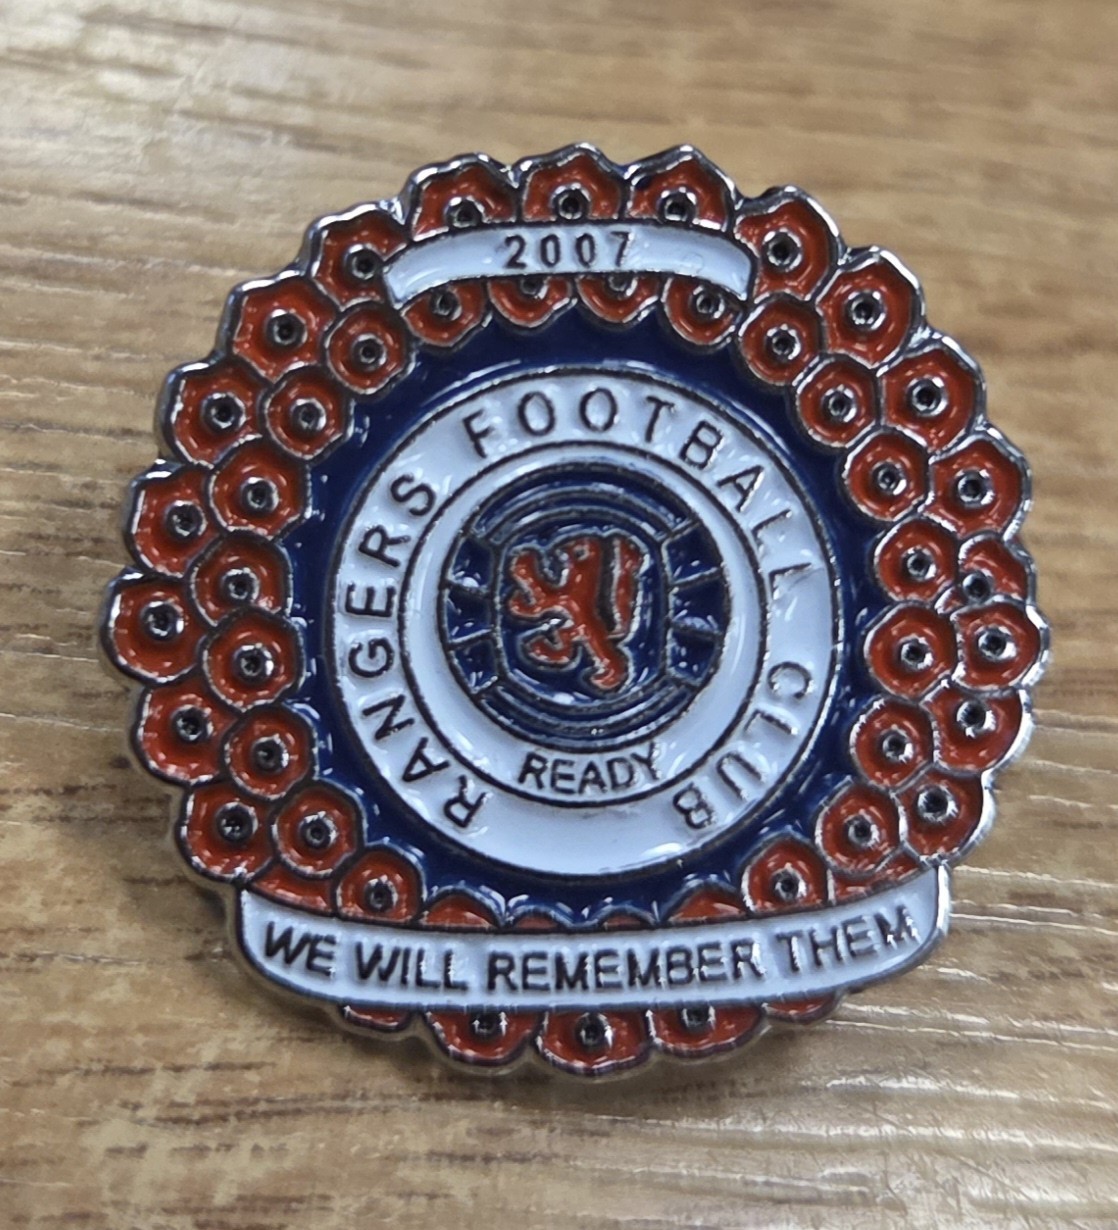 2007
RANGERS FOOTBALL CLUB
READY
WE WILL REMEMBER THEM